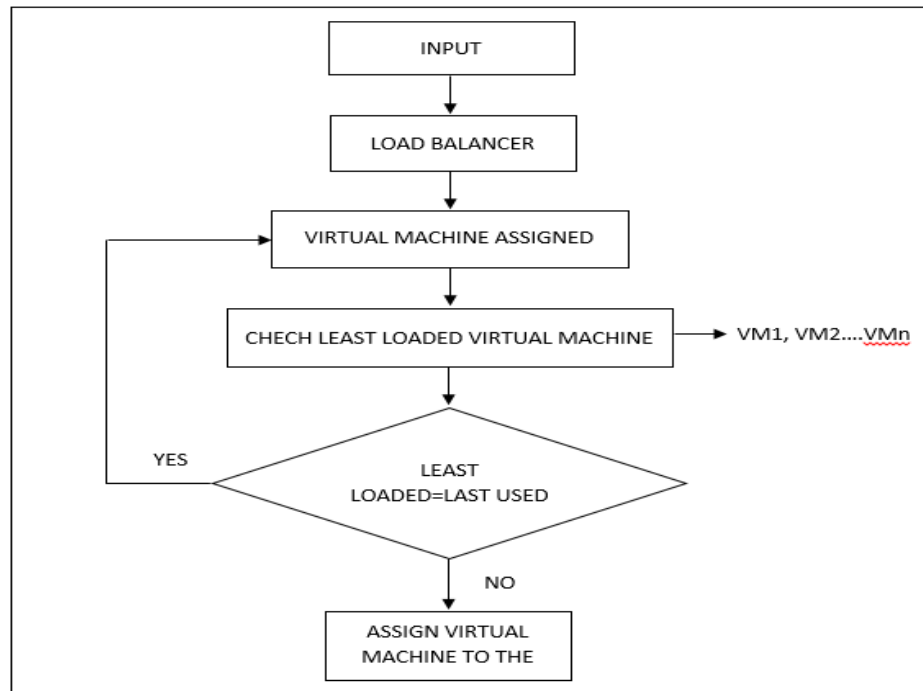 INPUT
LOAD BALANCER
VIRTUAL MACHINE ASSIGNED
CHECH LEAST LOADED VIRTUAL MACHINE
VM1, VM2....VMn
YES
LEAST
LOADED=LAST USED
NO
ASSIGN VIRTUAL
MACHINE TO THE